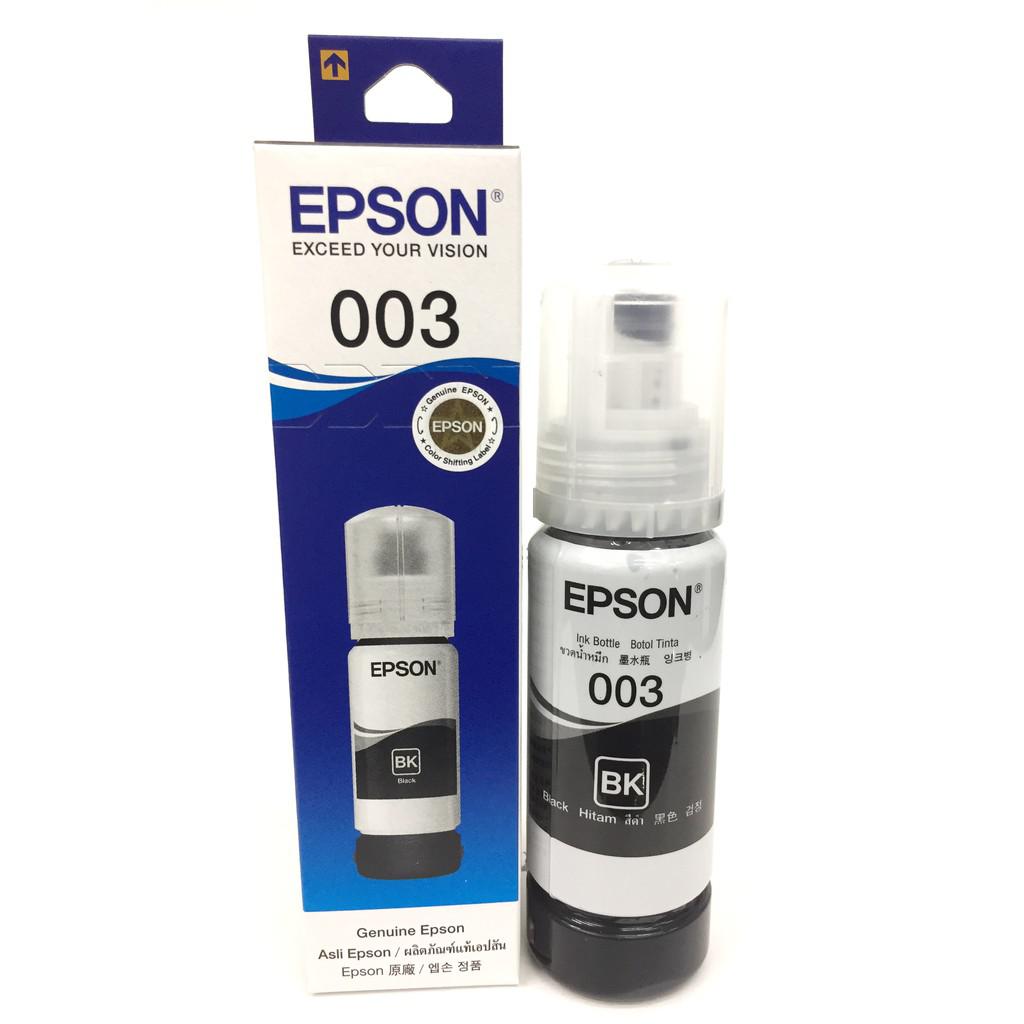 EPSON®
EXCEED YOUR VISION
003
Genuine EPSON
EPSON
Color Shifting Label
EPSON®
BK
Black
Genuine Epson
Asli Epson / ผลิตภัณฑ์แท้เอปสัน
Epson 原廠 / 엡손 정품
EPSON®
Ink Bottle Botol Tinta
ขวดน้ำหมึก 墨水瓶 잉크병
003
BK
Black Hitam สีดำ 黑色 검정